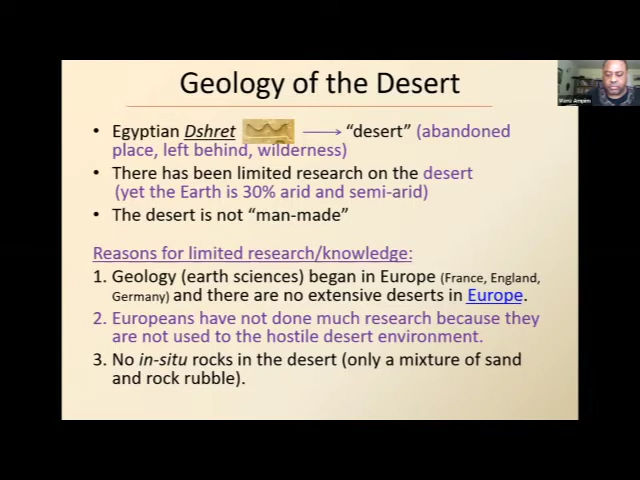 Geology of the Desert
• Egyptian Dshret → “desert” (abandoned
place, left behind, wilderness)
• There has been limited research on the desert
(yet the Earth is 30% arid and semi-arid)
• The desert is not “man-made”
Reasons for limited research/knowledge:
1. Geology (earth sciences) began in Europe (France, England,
Germany) and there are no extensive deserts in Europe.
2. Europeans have not done much research because they
are not used to the hostile desert environment.
3. No in-situ rocks in the desert (only a mixture of sand
and rock rubble).